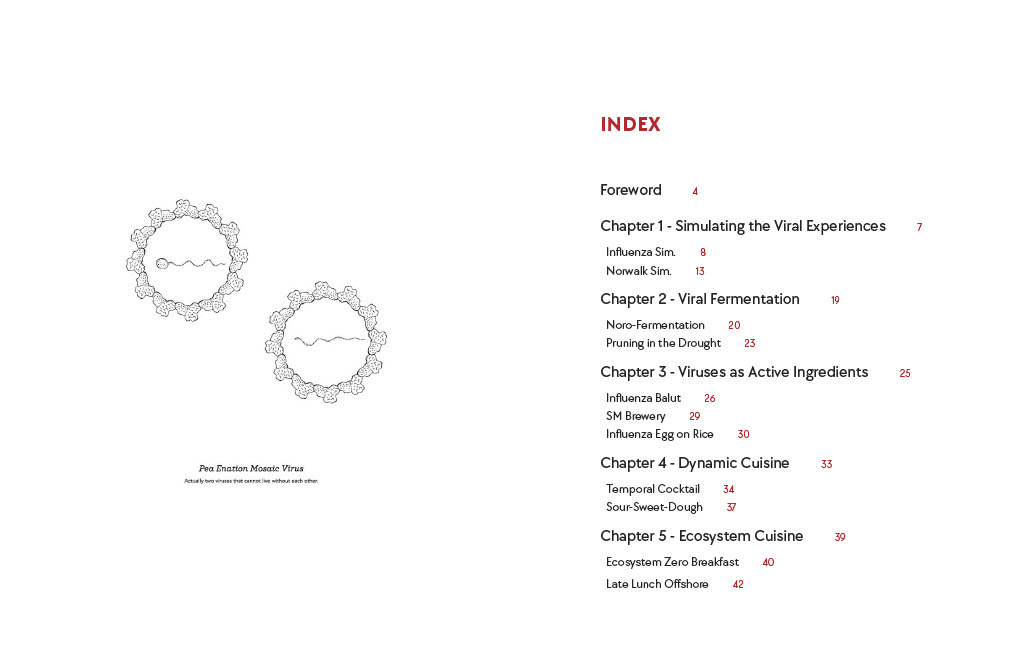 Pea Enation Mosaic Virus
Actually two viruses that cannot live without each other.
INDEX
Foreword 4
Chapter 1 - Simulating the Viral Experiences 7
Influenza Sim. 8
Norwalk Sim. 13
Chapter 2 - Viral Fermentation 19
Noro-Fermentation 20
Pruning in the Drought 23
Chapter 3 - Viruses as Active Ingredients 25
Influenza Balut 26
SM Brewery 29
Influenza Egg on Rice 30
Chapter 4 - Dynamic Cuisine 33
Temporal Cocktail 34
Sour-Sweet-Dough 37
Chapter 5 - Ecosystem Cuisine 39
Ecosystem Zero Breakfast 40
Late Lunch Offshore 42